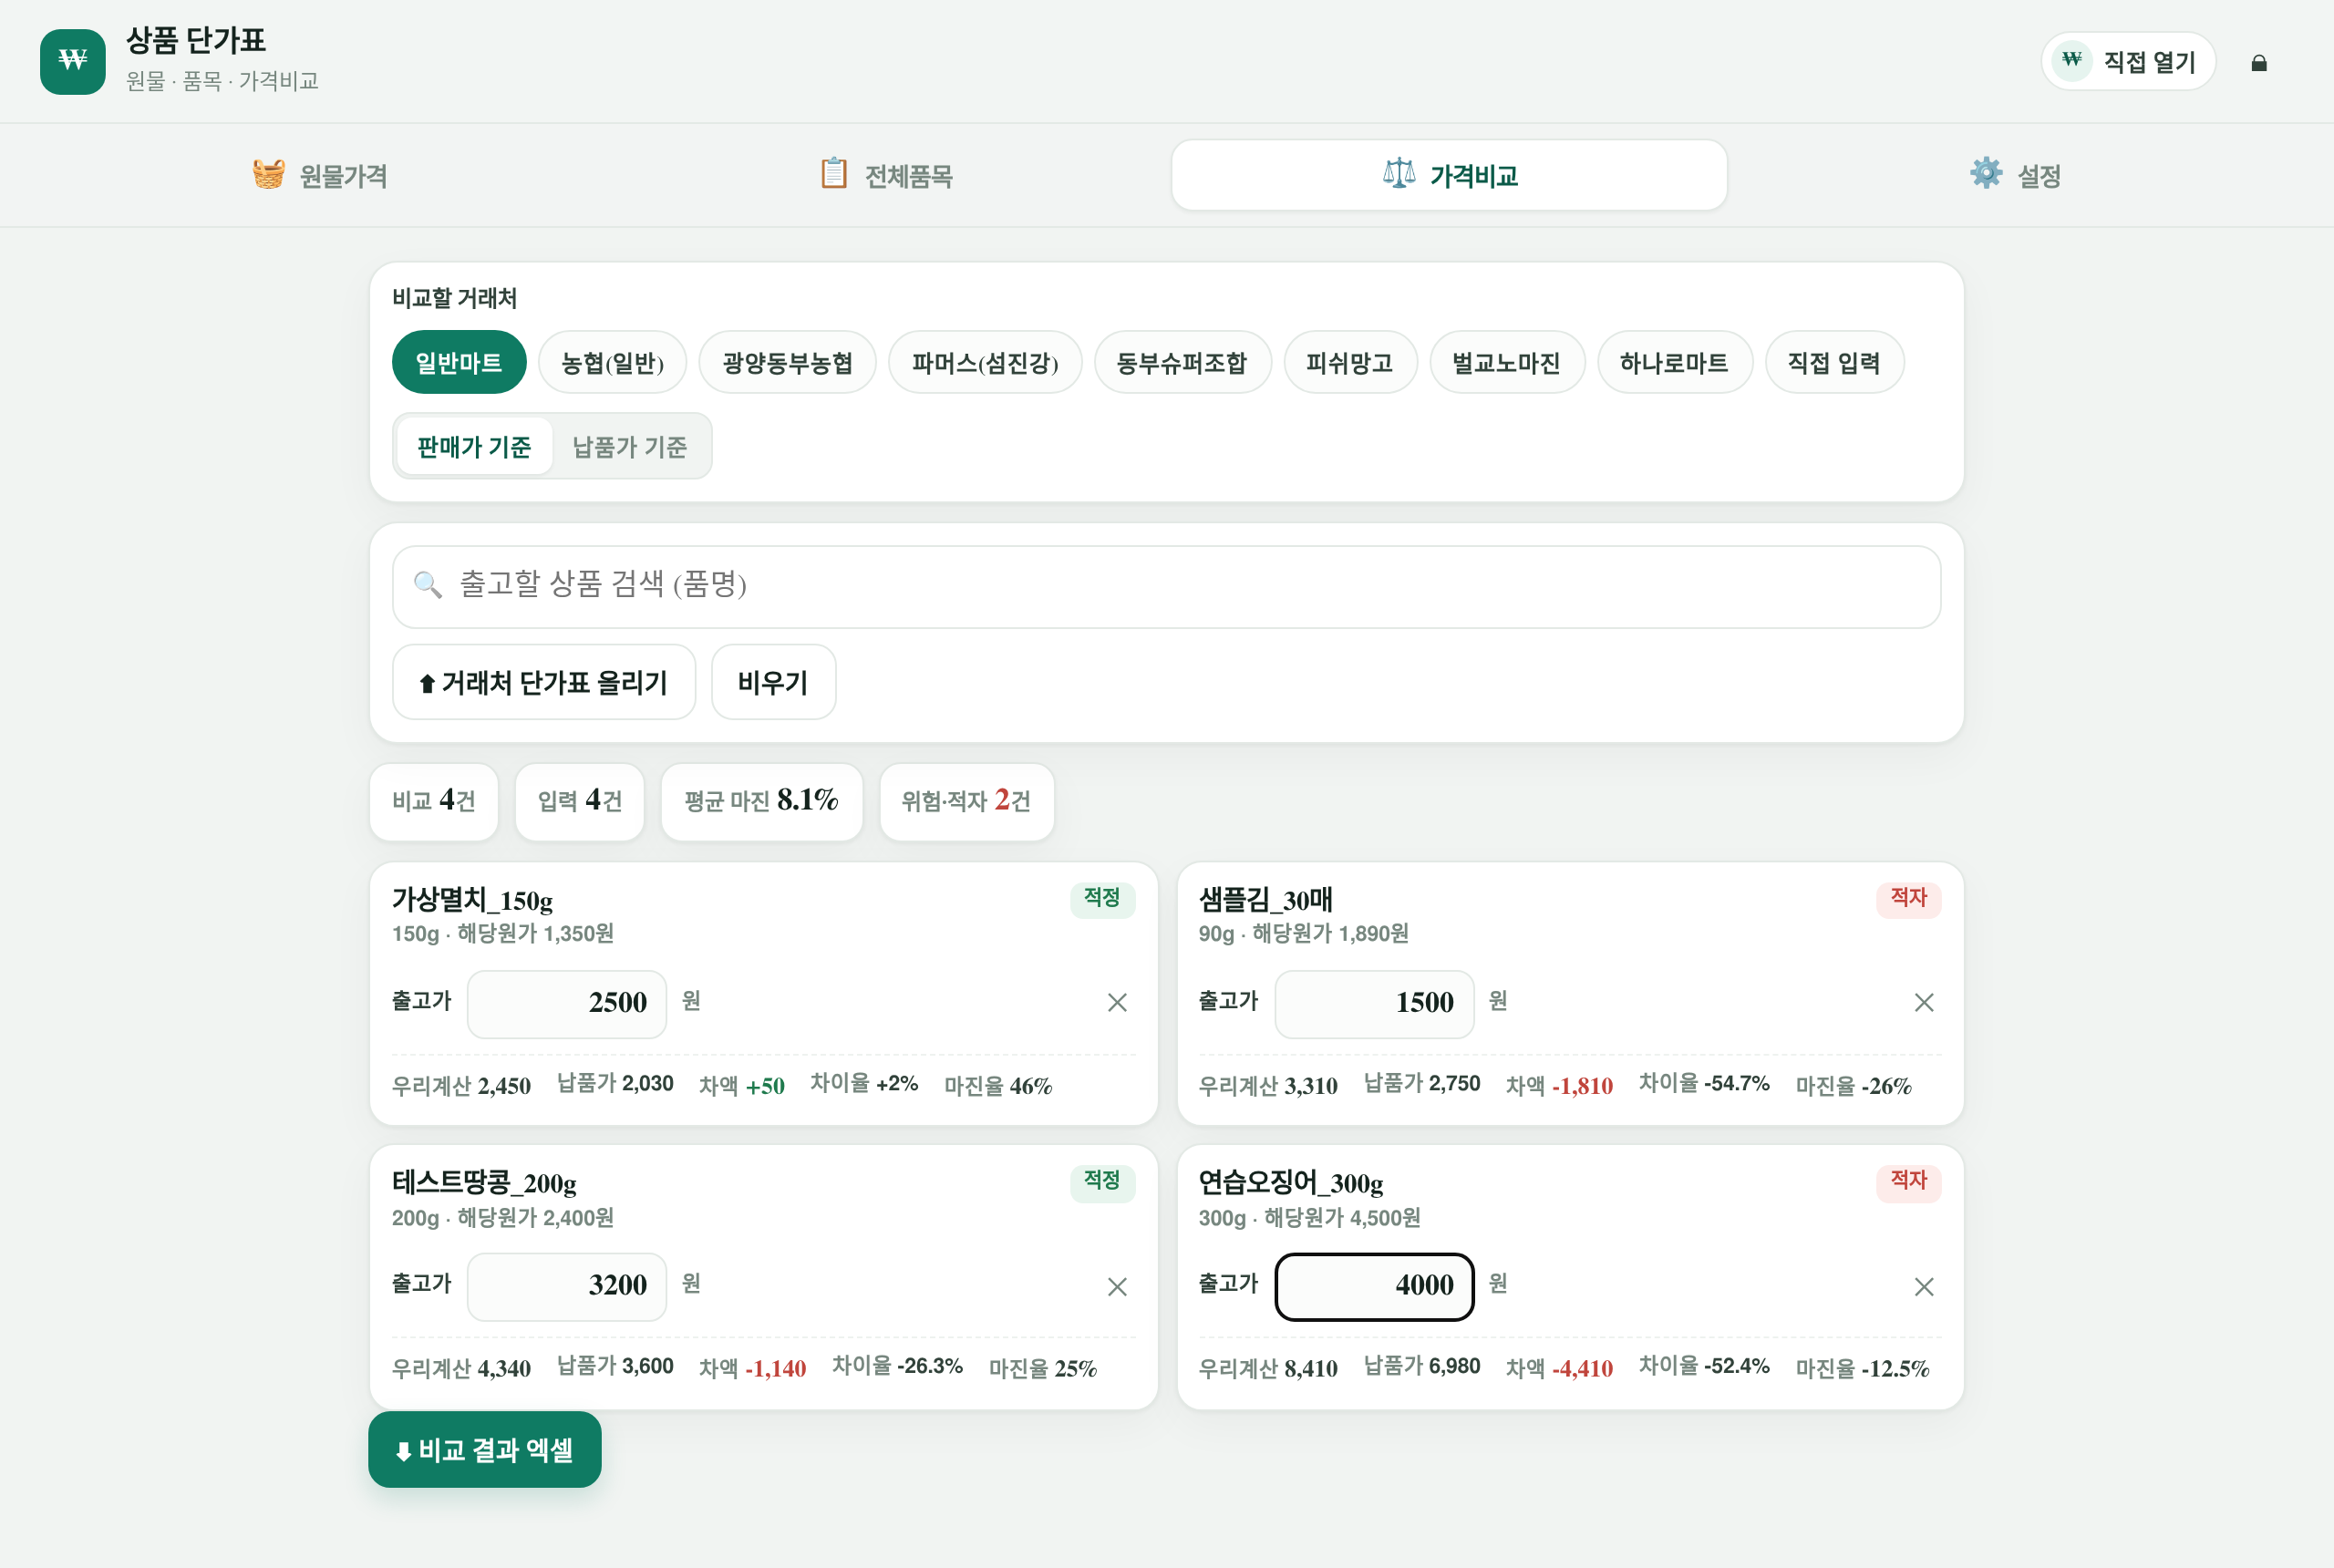 ₩ 상품 단가표
원물 · 품목 · 가격비교
₩ 직접 열기
원물가격
전체품목
가격비교
설정
비교할 거래처
일반마트 농협(일반) 광양동부농협 파머스(섬진강) 동부슈퍼조합 피쉬망고 벌교노마진 하나로마트 직접 입력
판매가 기준 납품가 기준
출고할 상품 검색 (품명)
⬆ 거래처 단가표 올리기 비우기
비교 4건 입력 4건 평균 마진 8.1% 위험·적자 2건
가상멸치_150g 적정
150g · 해당원가 1,350원
출고가 2500 원 ×
우리계산 2,450 납품가 2,030 차액 +50 차이율 +2% 마진율 46%
샘플김_30매 적자
90g · 해당원가 1,890원
출고가 1500 원 ×
우리계산 3,310 납품가 2,750 차액 -1,810 차이율 -54.7% 마진율 -26%
테스트땅콩_200g 적정
200g · 해당원가 2,400원
출고가 3200 원 ×
우리계산 4,340 납품가 3,600 차액 -1,140 차이율 -26.3% 마진율 25%
연습오징어_300g 적자
300g · 해당원가 4,500원
출고가 4000 원 ×
우리계산 8,410 납품가 6,980 차액 -4,410 차이율 -52.4% 마진율 -12.5%
⬇ 비교 결과 엑셀